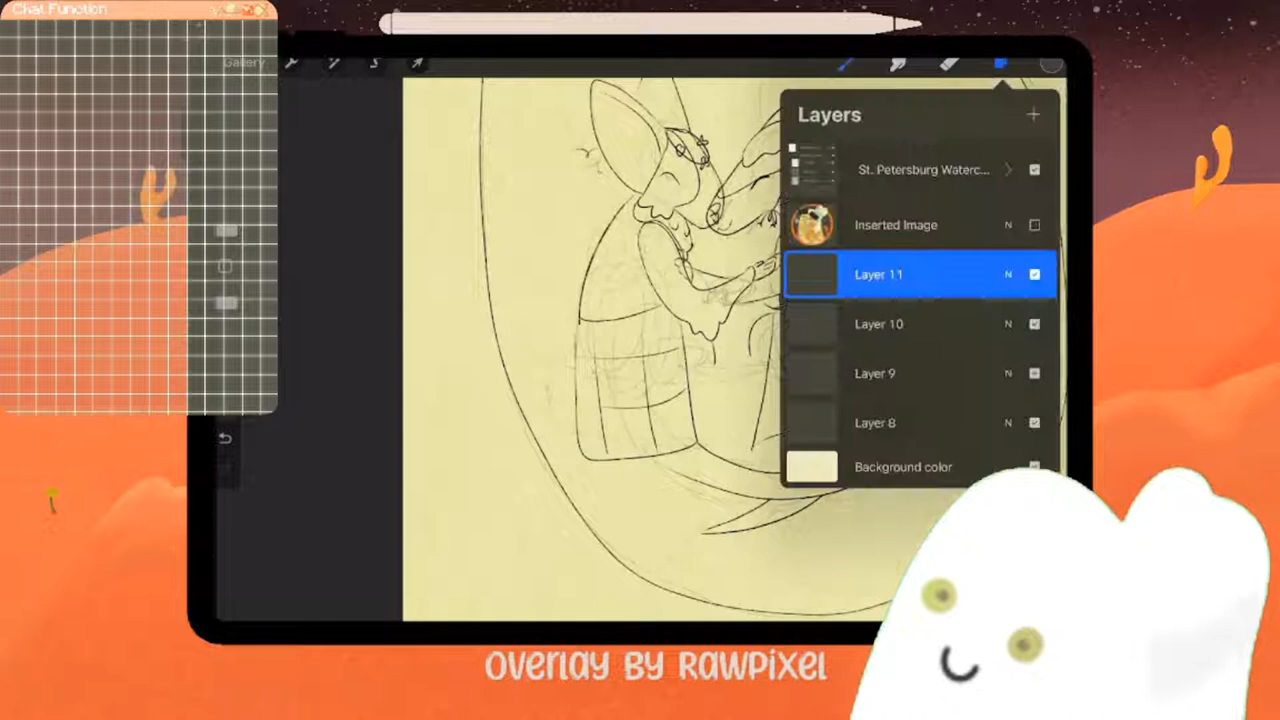 Chat Function
Gallery
Layers
St. Petersburg Waterc...
Inserted Image N
Layer 11 N
Layer 10 N
Layer 9 N
Layer 8 N
Background color
Overlay by Rawpixel